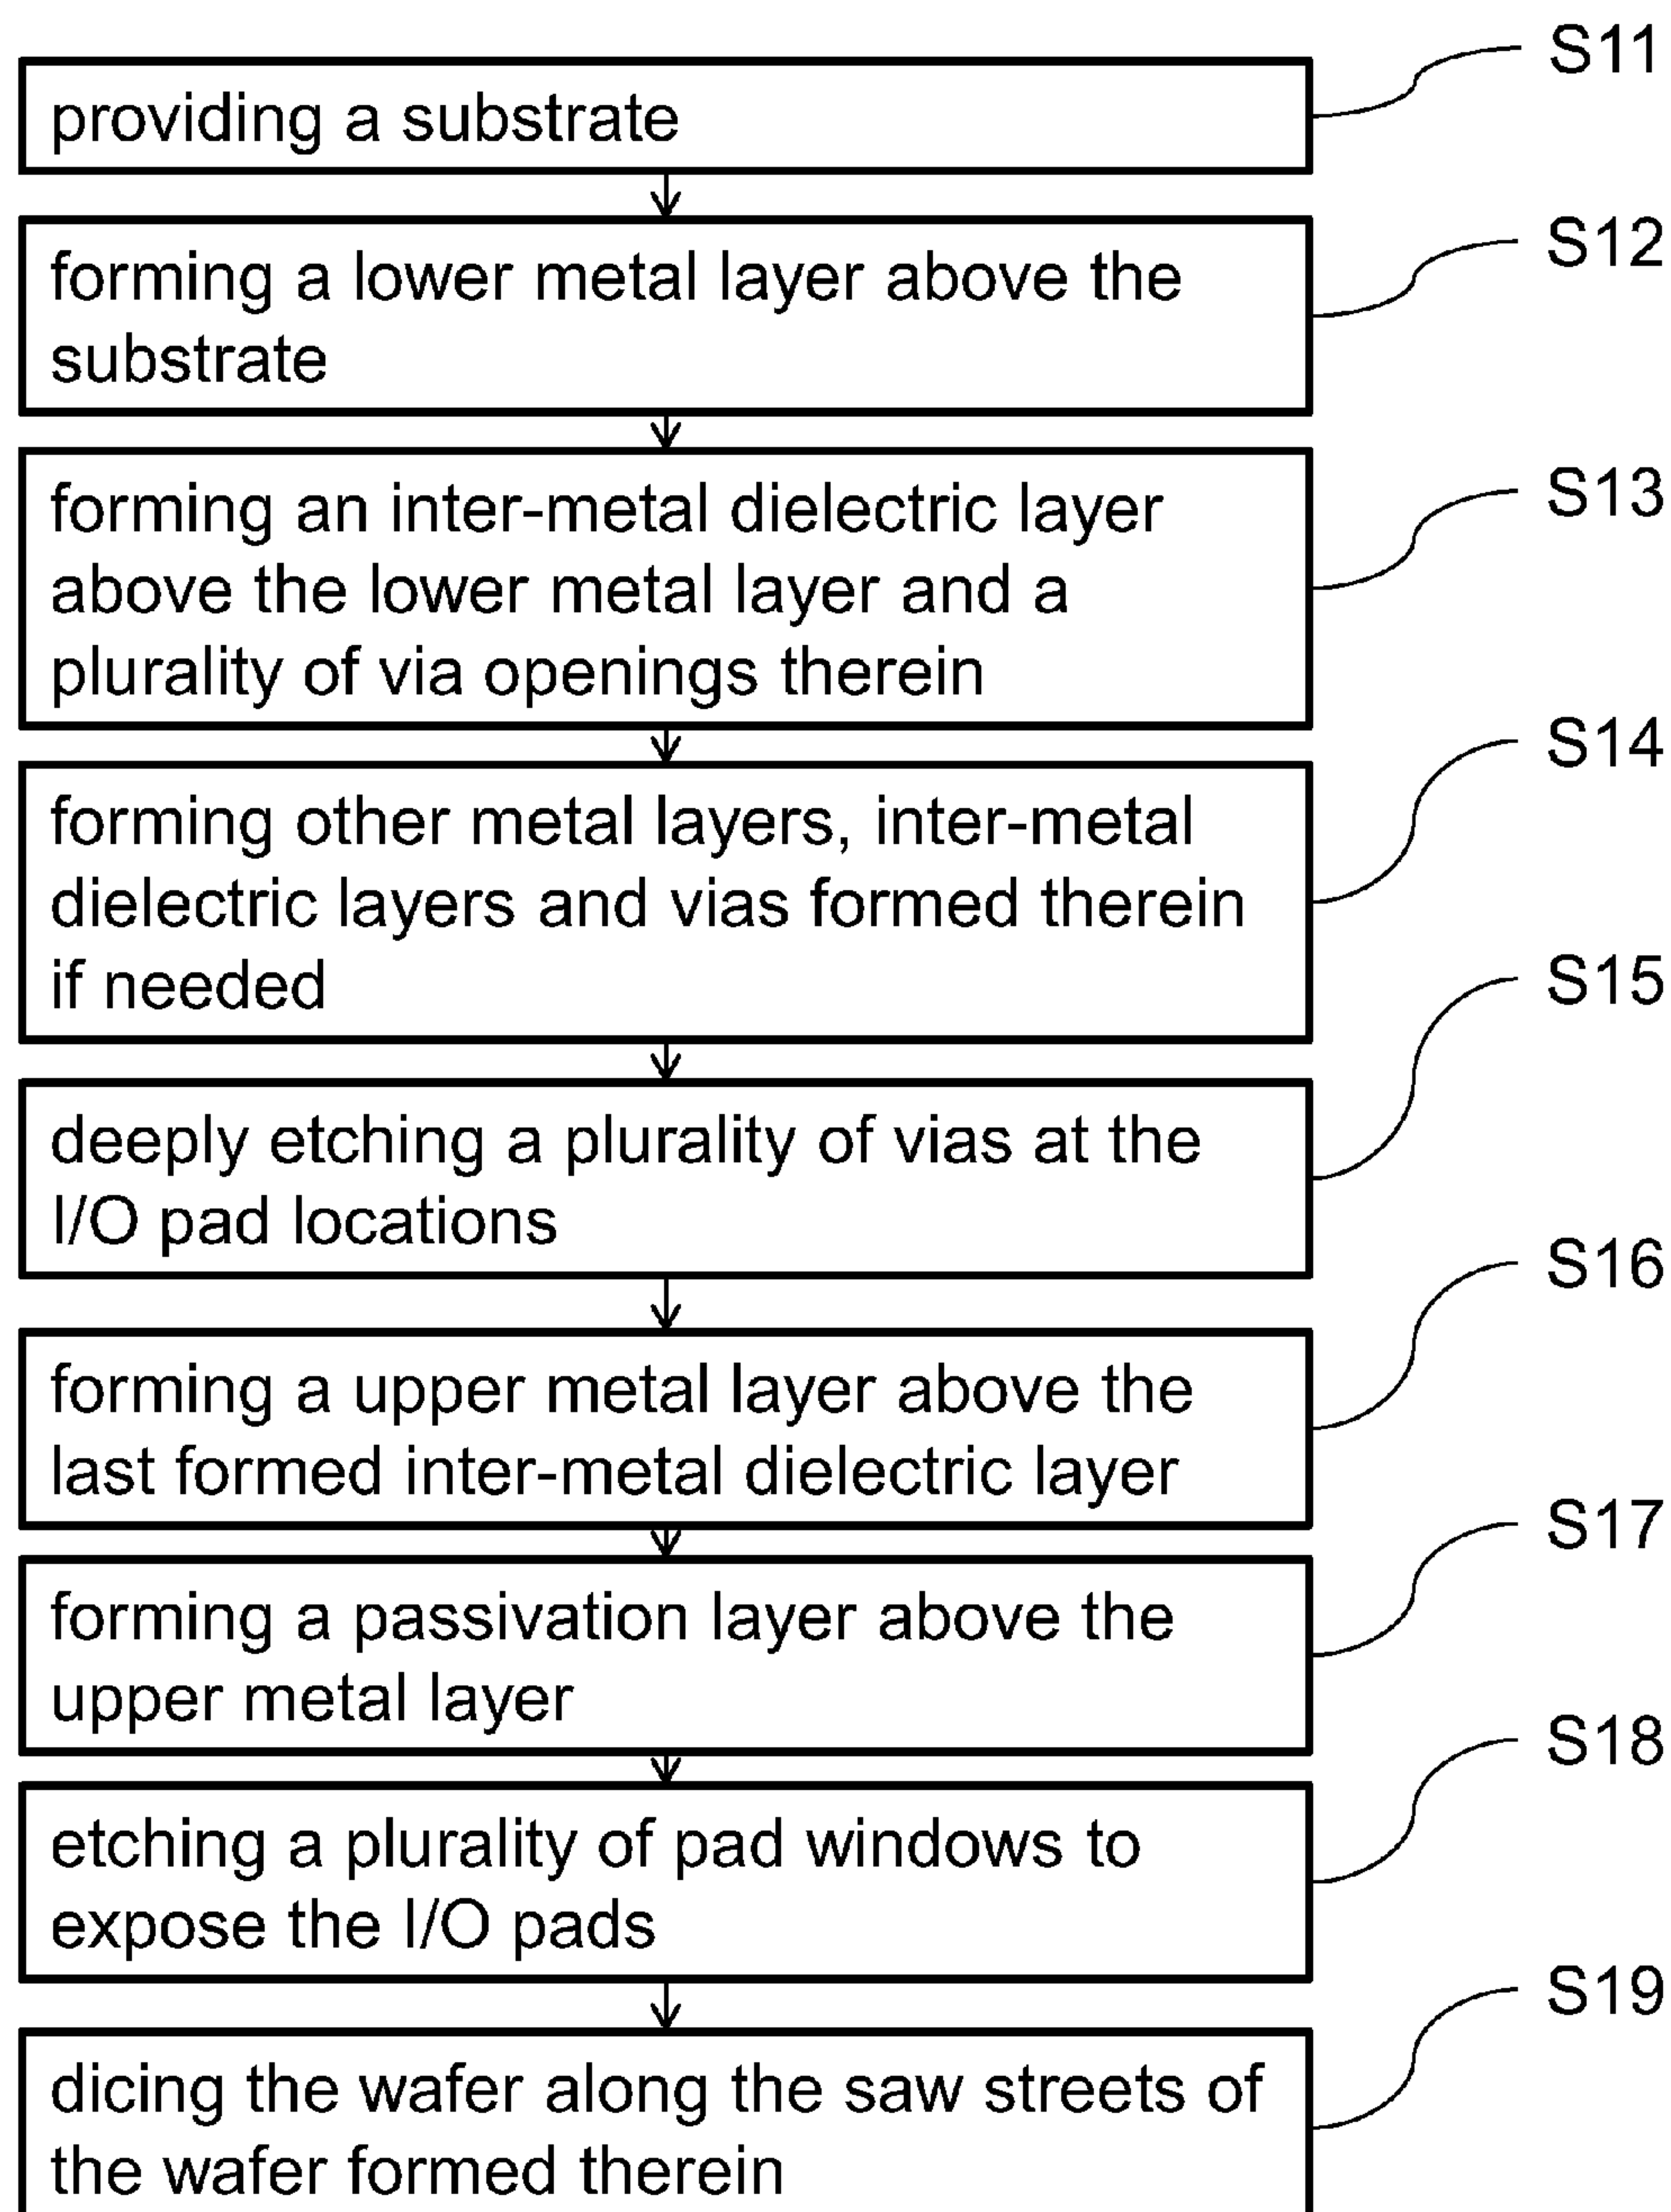 S11
providing a substrate
S12
forming a lower metal layer above the
substrate
S13
forming an inter-metal dielectric layer
above the lower metal layer and a
plurality of via openings therein
S14
forming other metal layers, inter-metal
dielectric layers and vias formed therein
if needed
S15
deeply etching a plurality of vias at the
I/O pad locations
S16
forming a upper metal layer above the
last formed inter-metal dielectric layer
S17
forming a passivation layer above the
upper metal layer
S18
etching a plurality of pad windows to
expose the I/O pads
S19
dicing the wafer along the saw streets of
the wafer formed therein